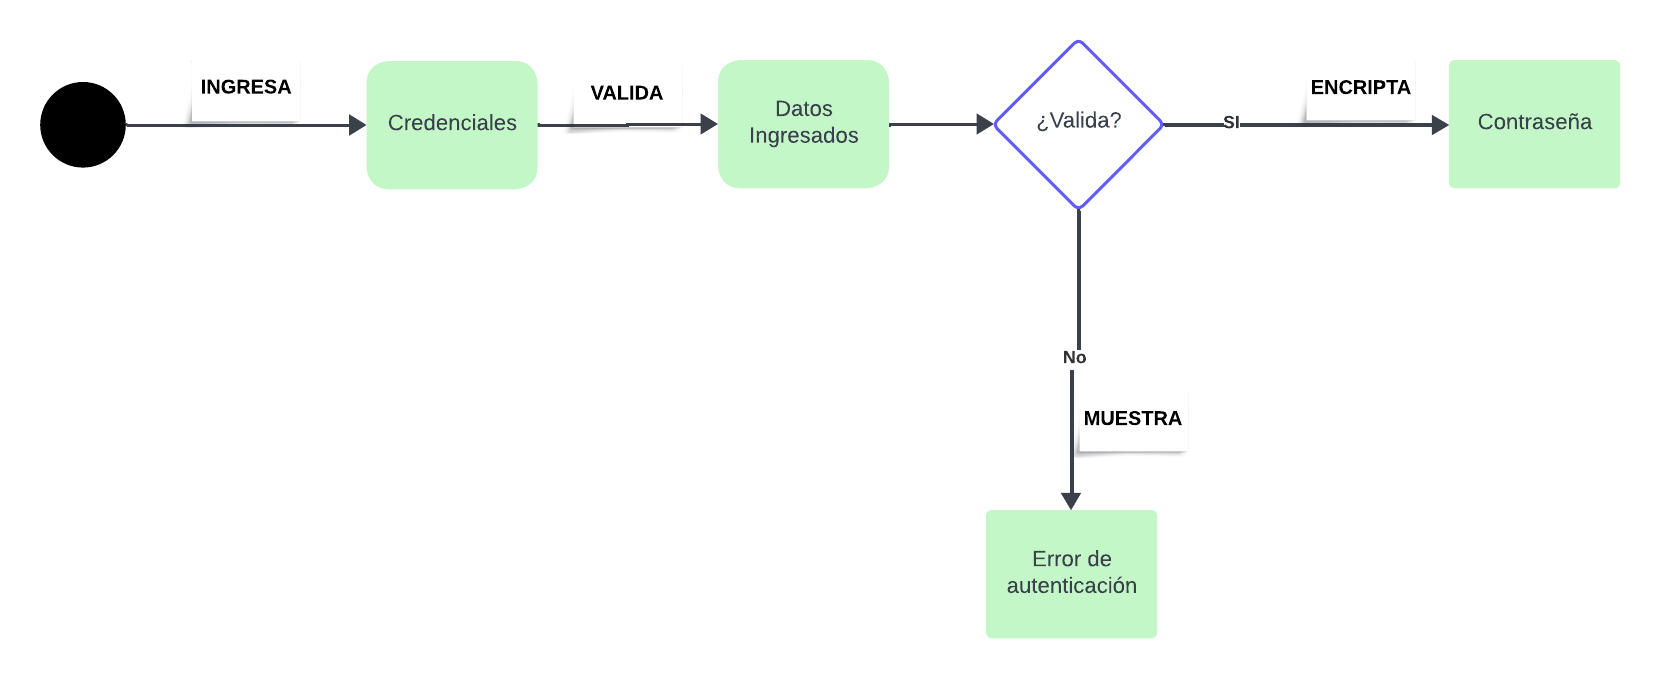 INGRESA
Credenciales
VALIDA
Datos
Ingresados
¿Valida?
SI
ENCRIPTA
Contraseña
No
MUESTRA
Error de
autenticación